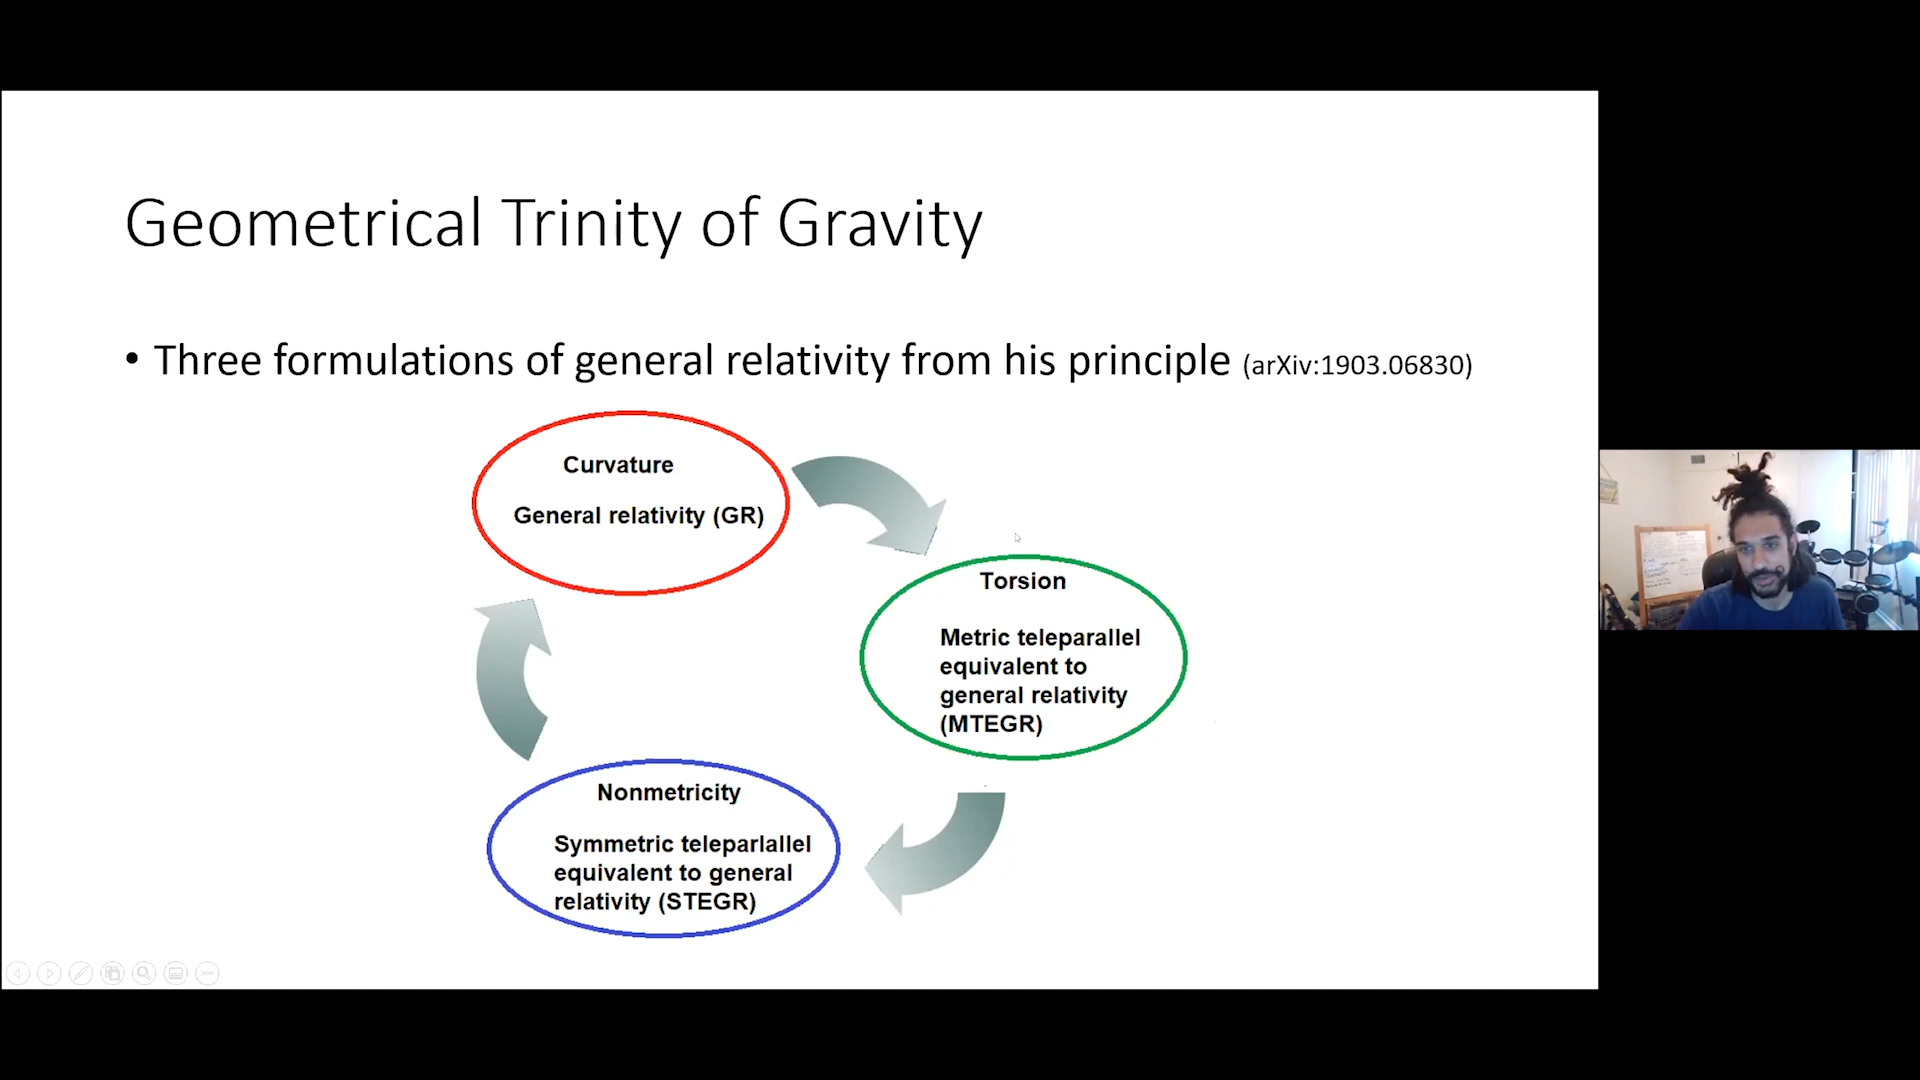 Geometrical Trinity of Gravity
• Three formulations of general relativity from his principle (arXiv:1903.06830)
Curvature
General relativity (GR)
Torsion
Metric teleparallel
equivalent to
general relativity
(MTEGR)
Nonmetricity
Symmetric teleparlallel
equivalent to general
relativity (STEGR)